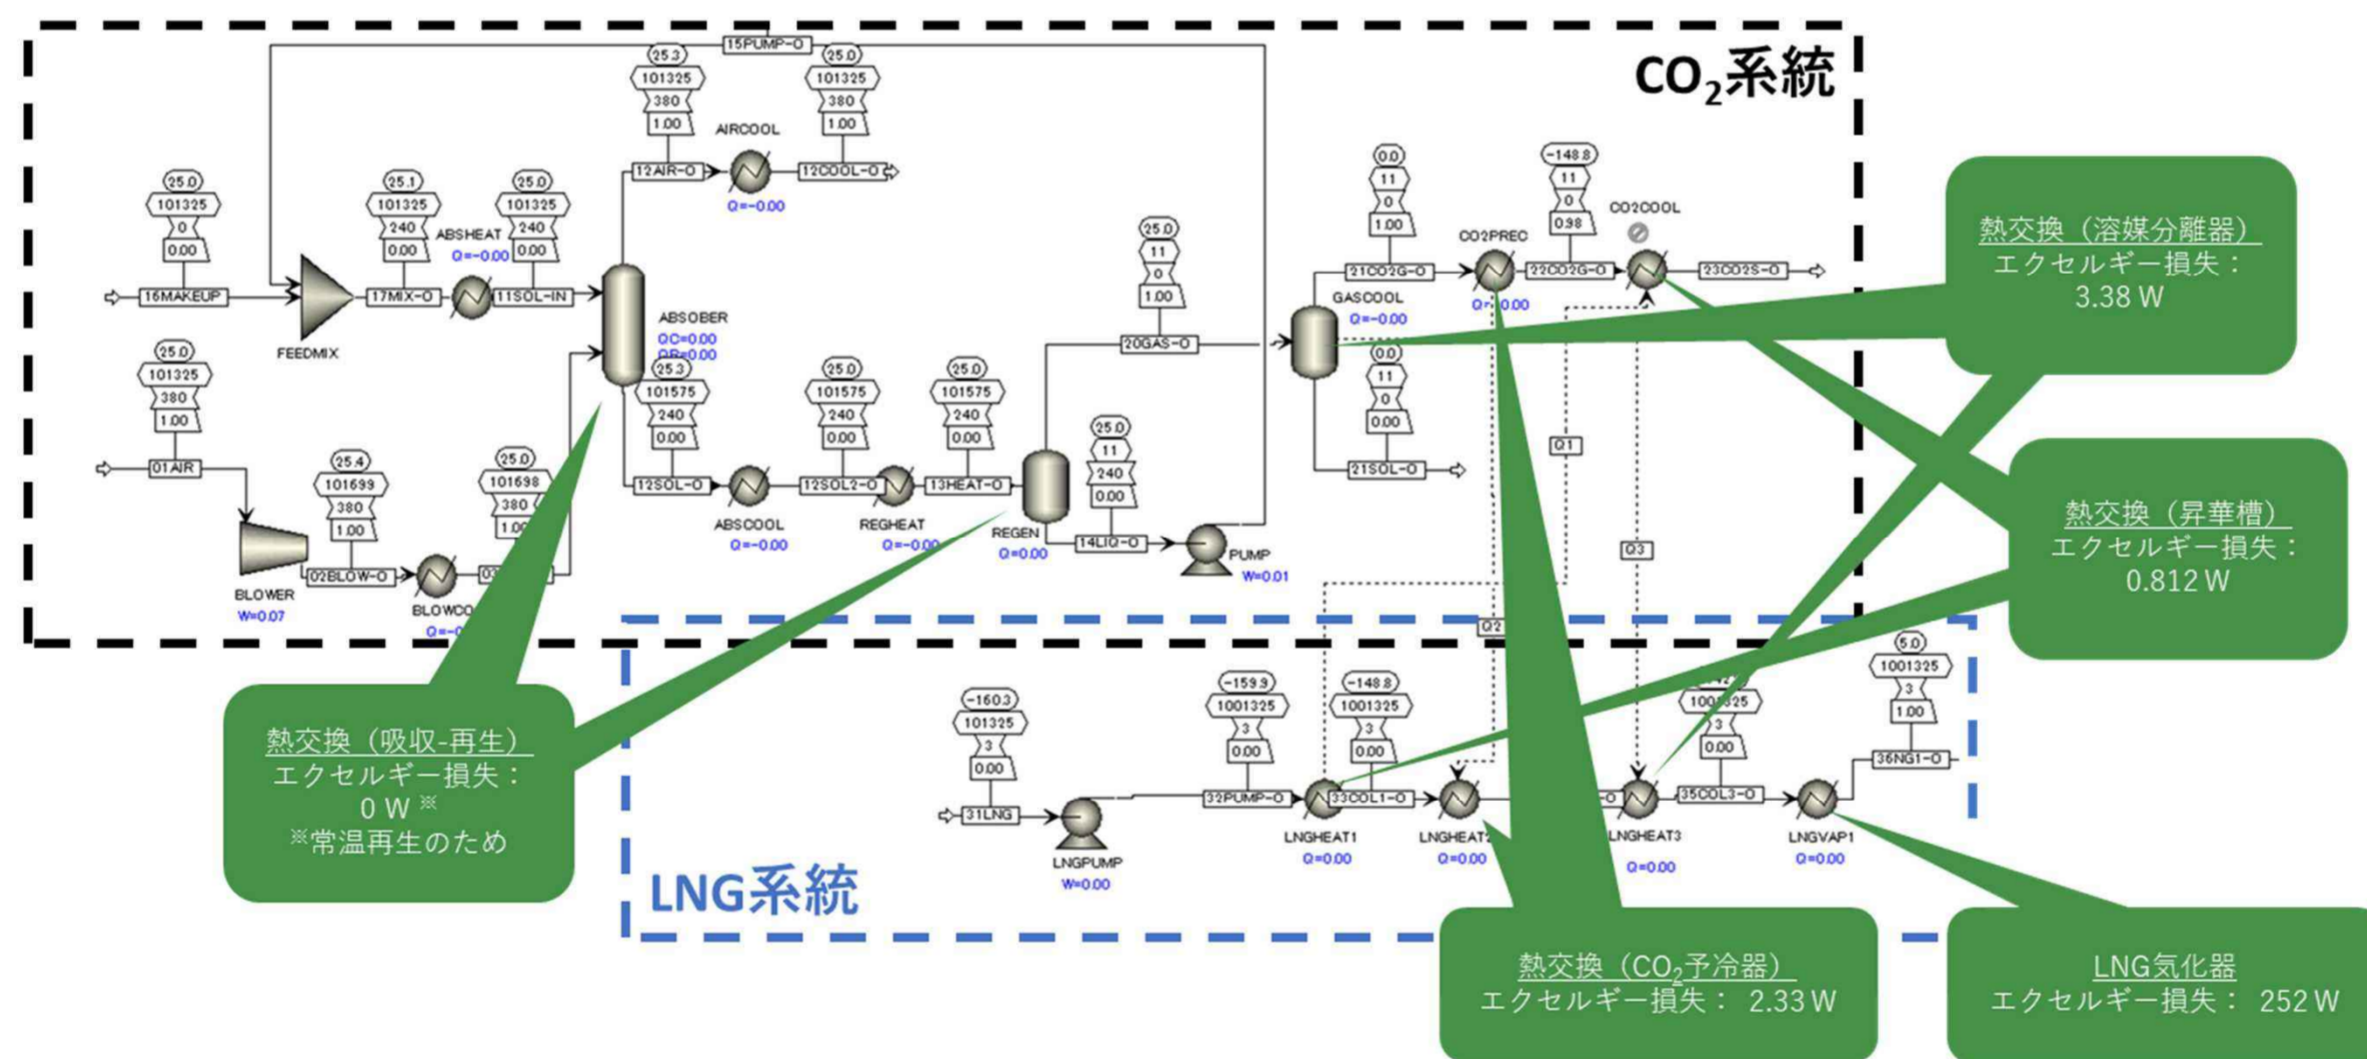 15PUMP-O
CO₂系統
25.3
101325
380
1.00
12AIR-O
AIRCOOL
Q=-0.00
25.0
101325
380
1.00
12COOL-O
25.0
101325
0
0.00
16MAKEUP
FEEDMIX
25.1
101325
240
0.00
17MIX-O
ABSHEAT
Q=-0.00
25.0
101325
240
0.00
11SOL-IN
ABSOBER
QC=0.00
QR=0.00
25.0
101325
380
1.00
01AIR
BLOWER
W=0.07
25.4
101699
380
1.00
02BLOW-O
25.0
101698
380
25.3
101575
240
0.00
12SOL-O
ABSCOOL
Q=-0.00
25.0
101575
240
0.00
12SOL2-O
REGHEAT
Q=-0.00
25.0
101575
240
0.00
13HEAT-O
REGEN
Q=0.00
25.0
11
240
0.00
14LIQ-O
PUMP
W=0.01
25.0
11
0
1.00
20GAS-O
GASCOOL
Q=-0.00
0.0
11
0
1.00
21CO2G-O
0.0
11
0
0.00
21SOL-O
CO2PREC
-148.8
11
0
0.98
22CO2G-O
CO2COOL
23CO2S-O
Q1
Q2
Q3
熱交換（溶媒分離器）
エクセルギー損失：
3.38 W
熱交換（昇華槽）
エクセルギー損失：
0.812 W
熱交換（吸収-再生）
エクセルギー損失：
0 W ※
※常温再生のため
LNG系統
-160.3
101325
3
0.00
31LNG
LNGPUMP
W=0.00
-159.9
1001325
3
0.00
32PUMP-O
LNGHEAT1
Q=0.00
-148.8
1001325
3
0.00
33COL1-O
Q=0.00
LNGHEAT3
Q=0.00
3
0.00
35COL3-O
LNGVAP1
Q=0.00
5.0
1001325
3
1.00
36NG1-O
熱交換（CO₂予冷器）
エクセルギー損失： 2.33 W
LNG気化器
エクセルギー損失： 252 W